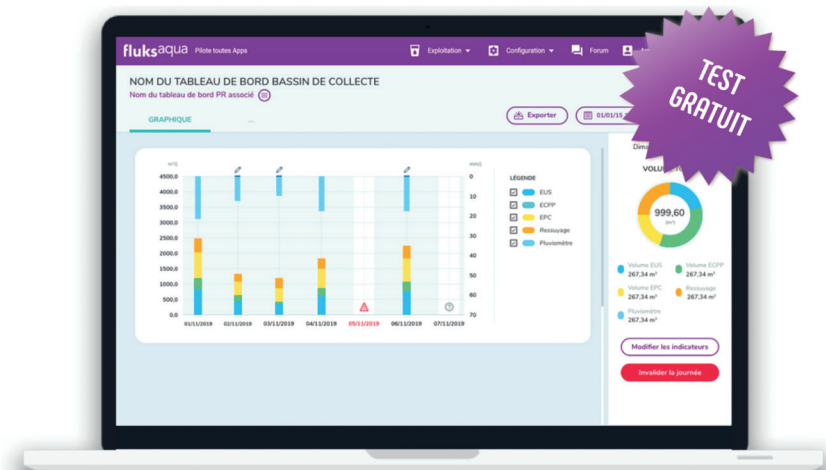 fluksaqua Pilote toutes Apps
Exploitation
Configuration
Forum
TEST
GRATUIT
NOM DU TABLEAU DE BORD BASSIN DE COLLECTE
Nom du tableau de bord PR associé
GRAPHIQUE
...
Exporter
01/01/15
m³/j
4500.0
4000.0
3500.0
3000.0
2500.0
2000.0
1500.0
1000.0
500.0
0.0
mm/j
0
10
20
30
40
50
60
70
01/11/2019
02/11/2019
03/11/2019
04/11/2019
05/11/2019
06/11/2019
07/11/2019
?
LÉGENDE
EUS
ECPP
EPC
Ressuyage
Pluviomètre
999,60
(m³)
Volume EUS
267,34 m³
Volume ECPP
267,34 m³
Volume EPC
267,34 m³
Ressuyage
267,34 m³
Pluviomètre
267,34 m³
Modifier les indicateurs
Invalider la journée